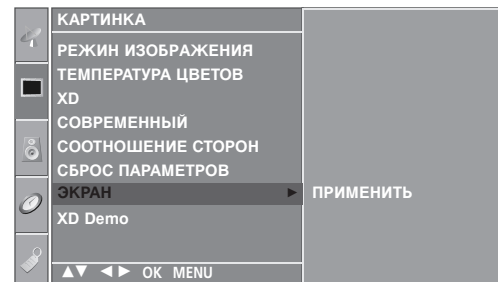 КАРТИНКА
РЕЖИН ИЗОБРАЖЕНИЯ
ТЕМПЕРАТУРА ЦВЕТОВ
XD
СОВРЕМЕННЫЙ
СООТНОШЕНИЕ СТОРОН
СБРОС ПАРАМЕТРОВ
ЭКРАН ► ПРИМЕНИТЬ
XD Demo
▲▼ ◄► OK MENU